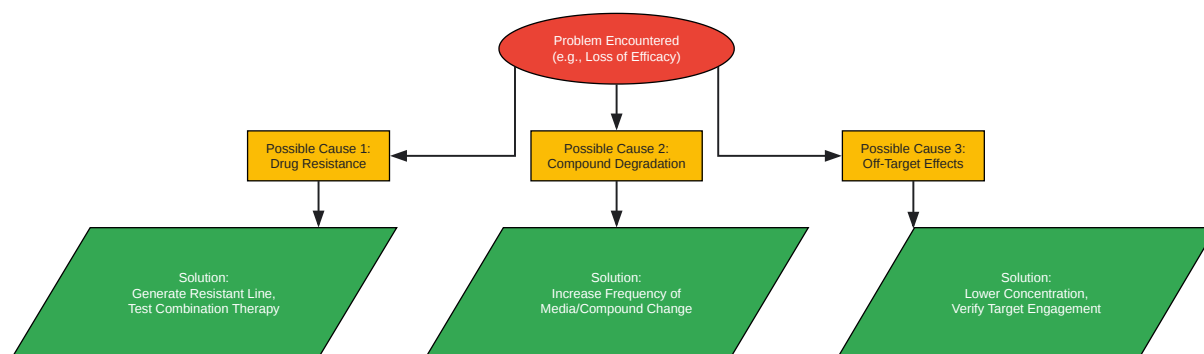 Problem Encountered
(e.g., Loss of Efficacy)
Possible Cause 1:
Drug Resistance
Possible Cause 2:
Compound Degradation
Possible Cause 3:
Off-Target Effects
Solution:
Generate Resistant Line,
Test Combination Therapy
Solution:
Increase Frequency of
Media/Compound Change
Solution:
Lower Concentration,
Verify Target Engagement